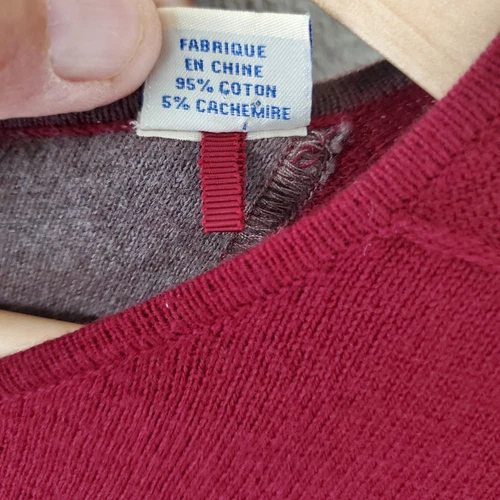 FABRIQUE
EN CHINE
95% COTON
5% CACHEMIRE